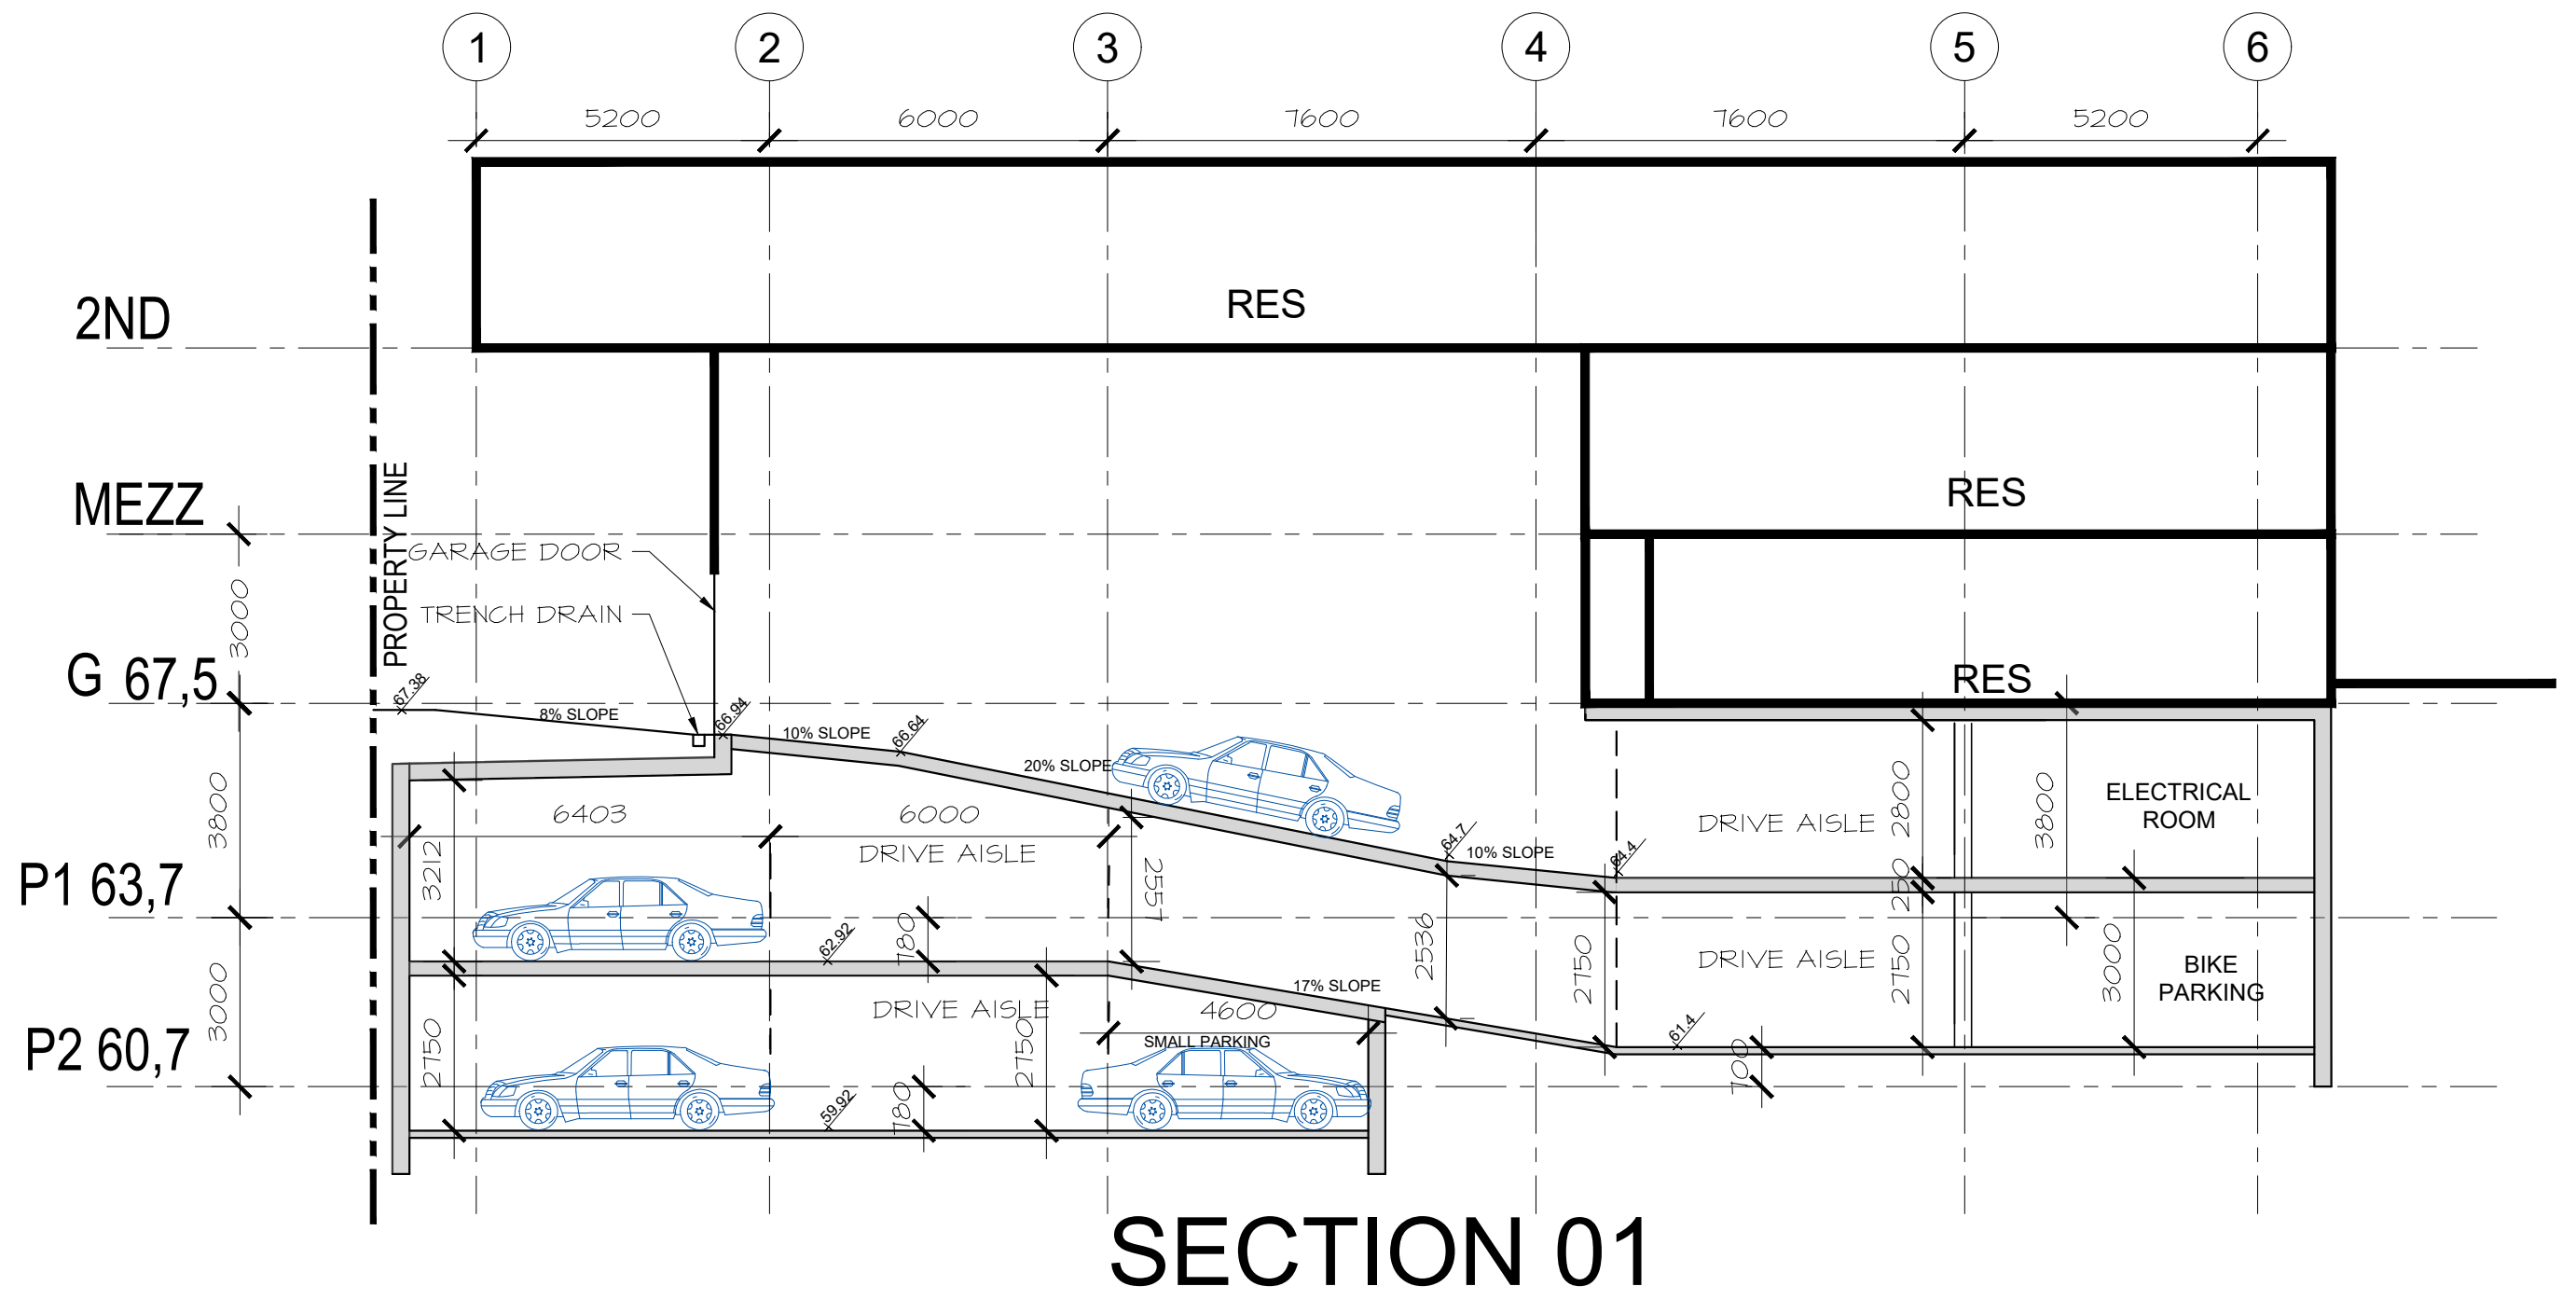 1 2 3 4 5 6
5200 6000 7600 7600 5200
2ND
RES
MEZZ
RES
PROPERTY LINE
GARAGE DOOR
TRENCH DRAIN
3000
G 67,5
RES
67.38
8% SLOPE
66.94
10% SLOPE
66.64
20% SLOPE
64.7
10% SLOPE
64.4
3800
6403
6000
DRIVE AISLE
3212
2557
DRIVE AISLE
2800
3800
ELECTRICAL
ROOM
250
P1 63,7
62.92
780
2536
2750
DRIVE AISLE
2750
3000
BIKE
PARKING
17% SLOPE
3000
DRIVE AISLE
4600
SMALL PARKING
61.4
700
P2 60,7
2750
2750
59.92
780
SECTION 01